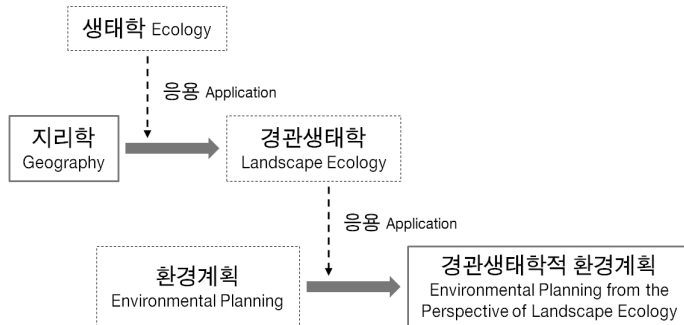 생태학 Ecology
응용 Application
지리학
Geography
경관생태학
Landscape Ecology
응용 Application
환경계획
Environmental Planning
경관생태학적 환경계획
Environmental Planning from the
Perspective of Landscape Ecology